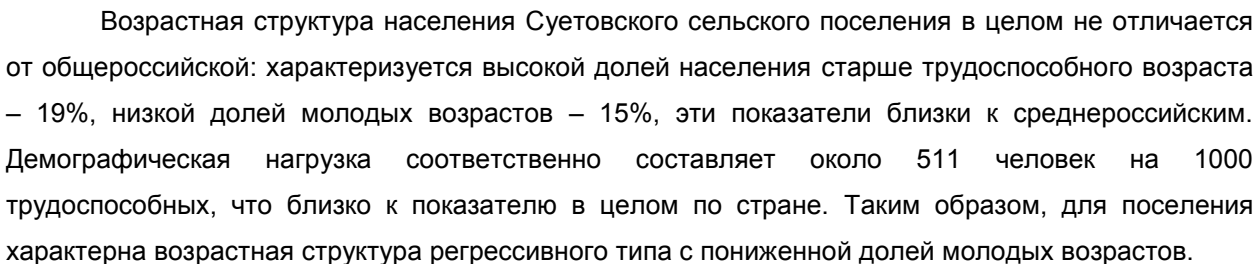 Возрастная структура населения Суетовского сельского поселения в целом не отличается
от общероссийской: характеризуется высокой долей населения старше трудоспособного возраста
– 19%, низкой долей молодых возрастов – 15%, эти показатели близки к среднероссийским.
Демографическая нагрузка соответственно составляет около 511 человек на 1000
трудоспособных, что близко к показателю в целом по стране. Таким образом, для поселения
характерна возрастная структура регрессивного типа с пониженной долей молодых возрастов.